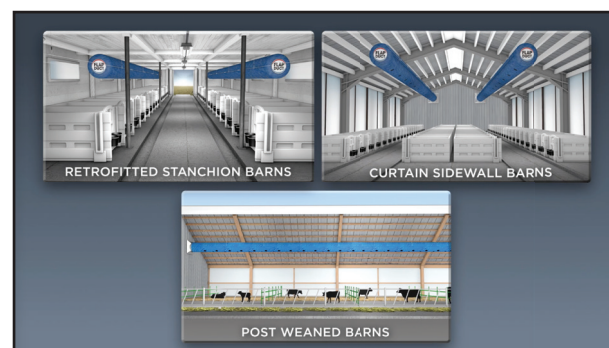 RETROFITTED STANCHION BARNS
CURTAIN SIDEWALL BARNS
POST WEANED BARNS